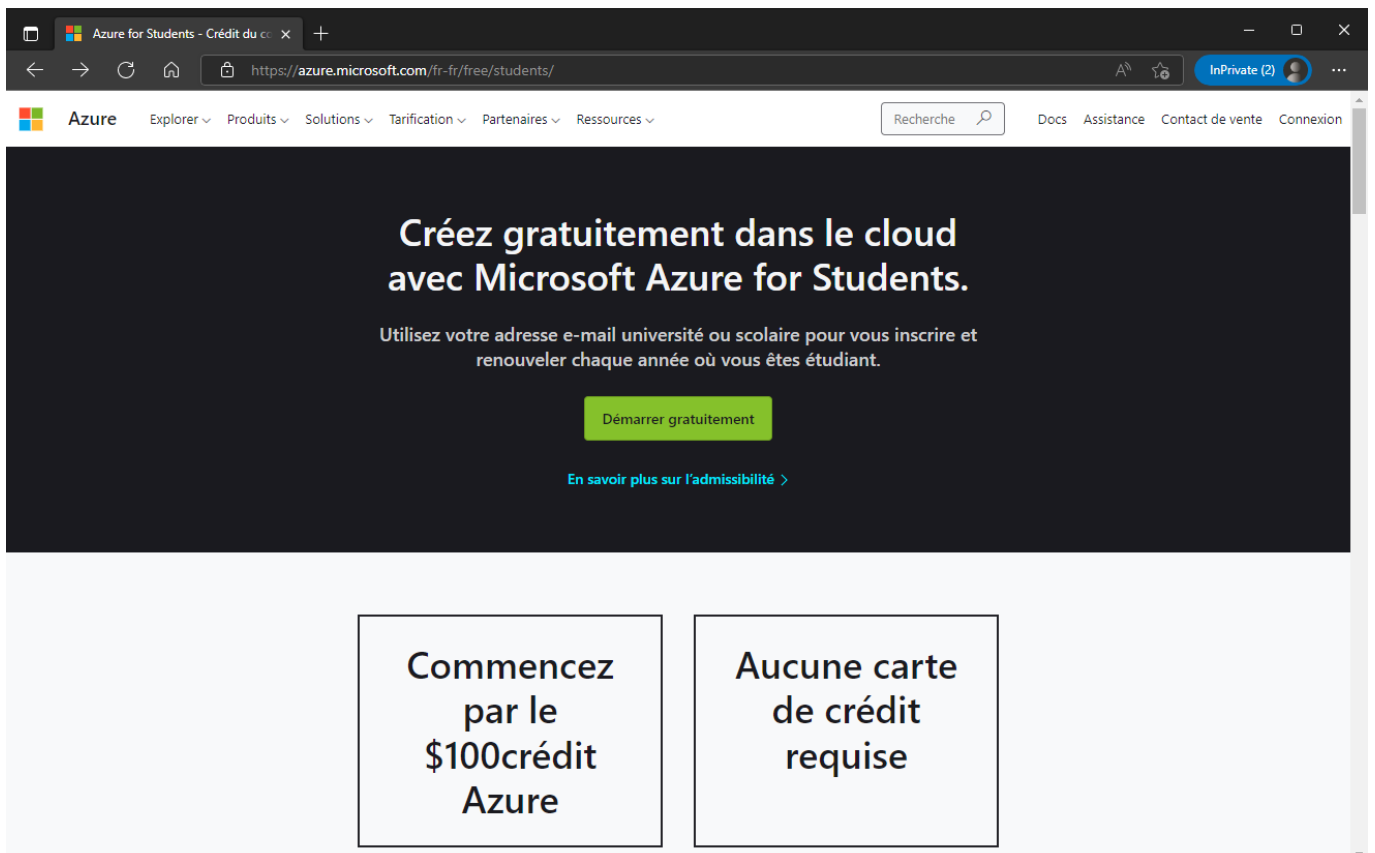 Azure for Students - Crédit du co
https://azure.microsoft.com/fr-fr/free/students/
InPrivate (2)
Azure Explorer Produits Solutions Tarification Partenaires Ressources Recherche Docs Assistance Contact de vente Connexion
Créez gratuitement dans le cloud
avec Microsoft Azure for Students.
Utilisez votre adresse e-mail université ou scolaire pour vous inscrire et
renouveler chaque année où vous êtes étudiant.
Démarrer gratuitement
En savoir plus sur l'admissibilité
Commencez
par le
$100crédit
Azure
Aucune carte
de crédit
requise